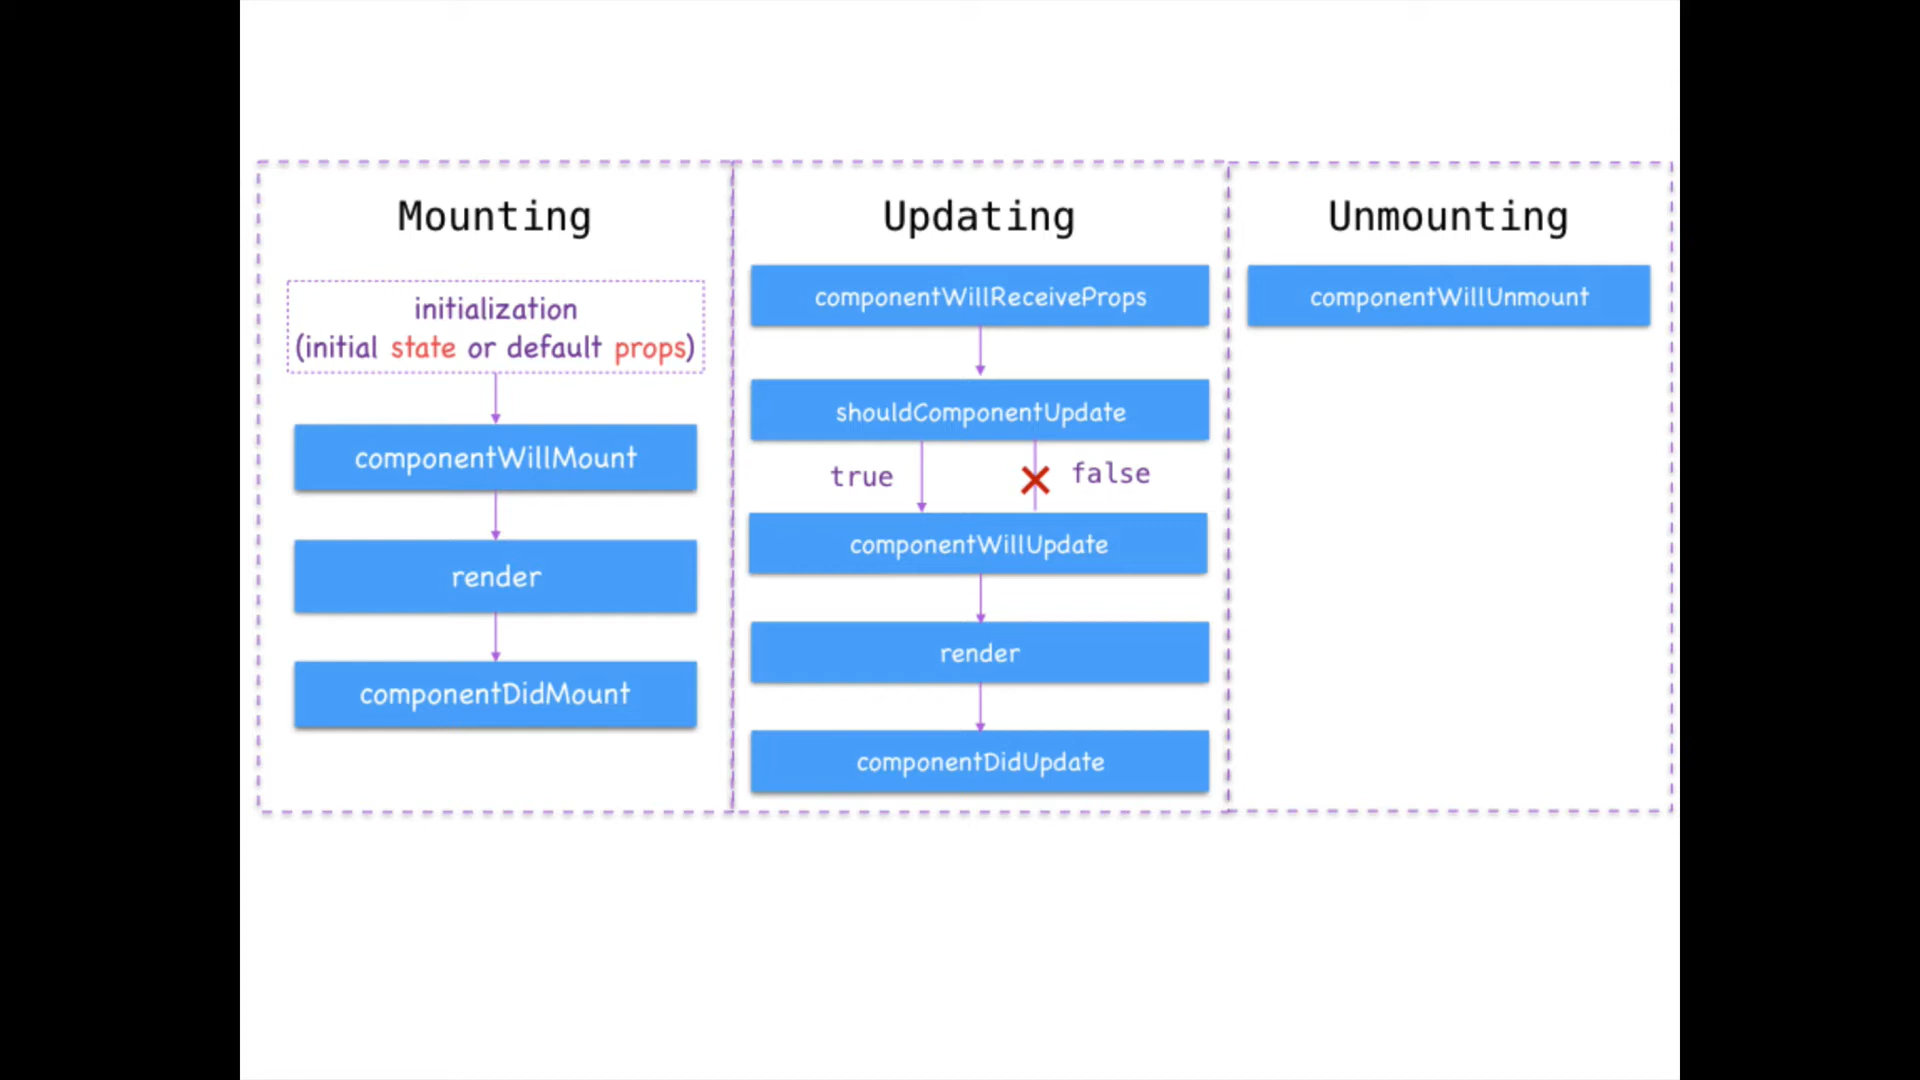 Mounting
initialization
(initial state or default props)
componentWillMount
render
componentDidMount
Updating
componentWillReceiveProps
shouldComponentUpdate
true
false
componentWillUpdate
render
componentDidUpdate
Unmounting
componentWillUnmount